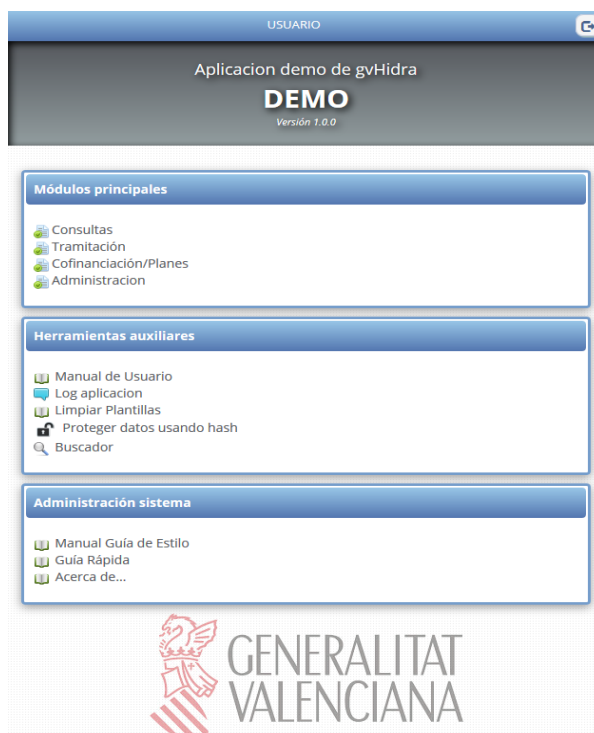 USUARIO
Aplicacion demo de gvHidra
DEMO
Versión 1.0.0
Módulos principales
Consultas
Tramitación
Cofinanciación/Planes
Administracion
Herramientas auxiliares
Manual de Usuario
Log aplicacion
Limpiar Plantillas
Proteger datos usando hash
Buscador
Administración sistema
Manual Guía de Estilo
Guía Rápida
Acerca de...
GENERALITAT
VALENCIANA